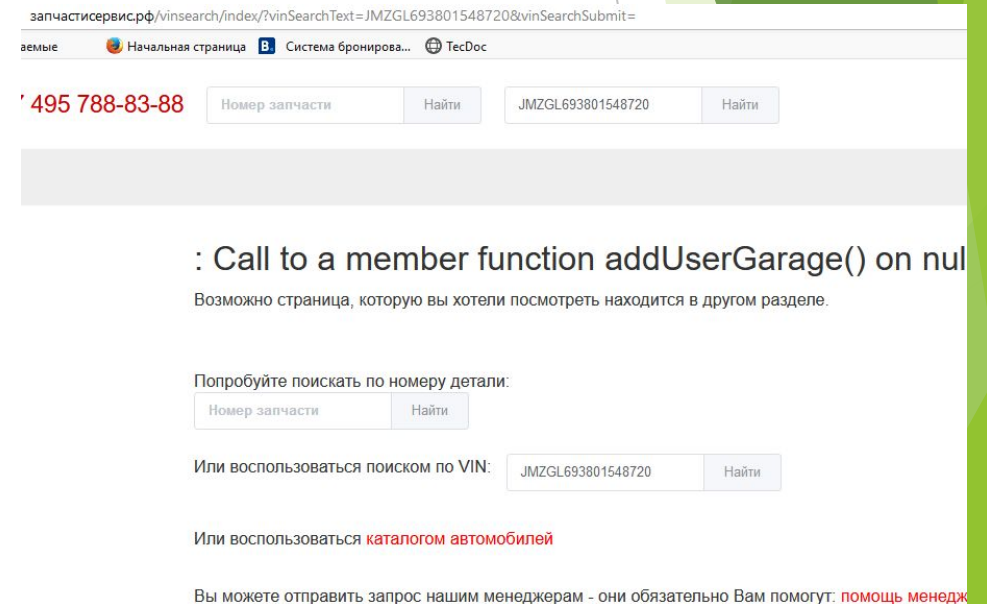 запчастисервис.рф/vinsearch/index/?vinSearchText=JMZGL693801548720&vinSearchSubmit=
аемые Начальная страница B. Система брониров... TecDoc
495 788-83-88 Номер запчасти Найти JMZGL693801548720 Найти
: Call to a member function addUserGarage() on nul
Возможно страница, которую вы хотели посмотреть находится в другом разделе.
Попробуйте поискать по номеру детали:
Номер запчасти Найти
Или воспользоваться поиском по VIN: JMZGL693801548720 Найти
Или воспользоваться каталогом автомобилей
Вы можете отправить запрос нашим менеджерам - они обязательно Вам помогут: помощь менедж